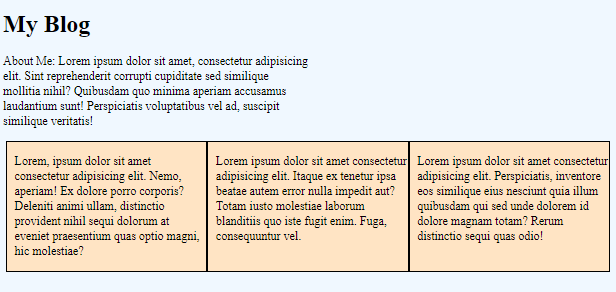 My Blog
About Me: Lorem ipsum dolor sit amet, consectetur adipisicing
elit. Sint reprehenderit corrupti cupiditate sed similique
mollitia nihil? Quibusdam quo minima aperiam accusamus
laudantium sunt! Perspiciatis voluptatibus vel ad, suscipit
similique veritatis!
Lorem, ipsum dolor sit amet
consectetur adipisicing elit. Nemo,
aperiam! Ex dolore porro corporis?
Deleniti animi ullam, distinctio
provident nihil sequi dolorum at
eveniet praesentium quas optio magni,
hic molestiae?
Lorem ipsum dolor sit amet consectetur
adipisicing elit. Itaque ex tenetur ipsa
beatae autem error nulla impedit aut?
Totam iusto molestiae laborum
blanditiis quo iste fugit enim. Fuga,
consequuntur vel.
Lorem ipsum dolor sit amet consectetur
adipisicing elit. Perspiciatis, inventore
eos similique eius nesciunt quia illum
quibusdam qui sed unde dolorem id
dolore magnam totam? Rerum
distinctio sequi quas odio!